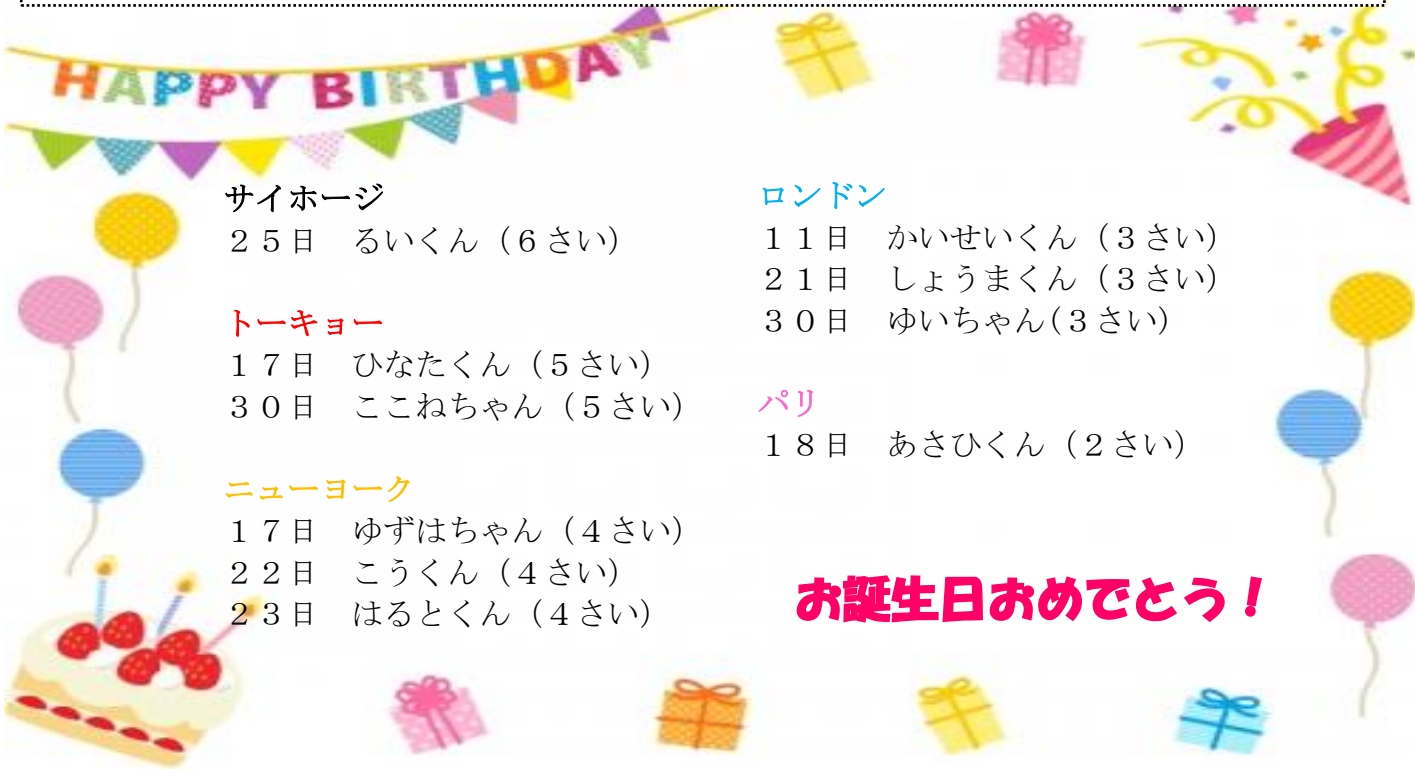 HAPPY BIRTHDAY
サイホージ
２５日　るいくん（６さい）
トーキョー
１７日　ひなたくん（５さい）
３０日　ここねちゃん（５さい）
ニューヨーク
１７日　ゆずはちゃん（４さい）
２２日　こうくん（４さい）
２３日　はるとくん（４さい）
ロンドン
１１日　かいせいくん（３さい）
２１日　しょうまくん（３さい）
３０日　ゆいちゃん(３さい）
パリ
１８日　あさひくん（２さい）
お誕生日おめでとう！